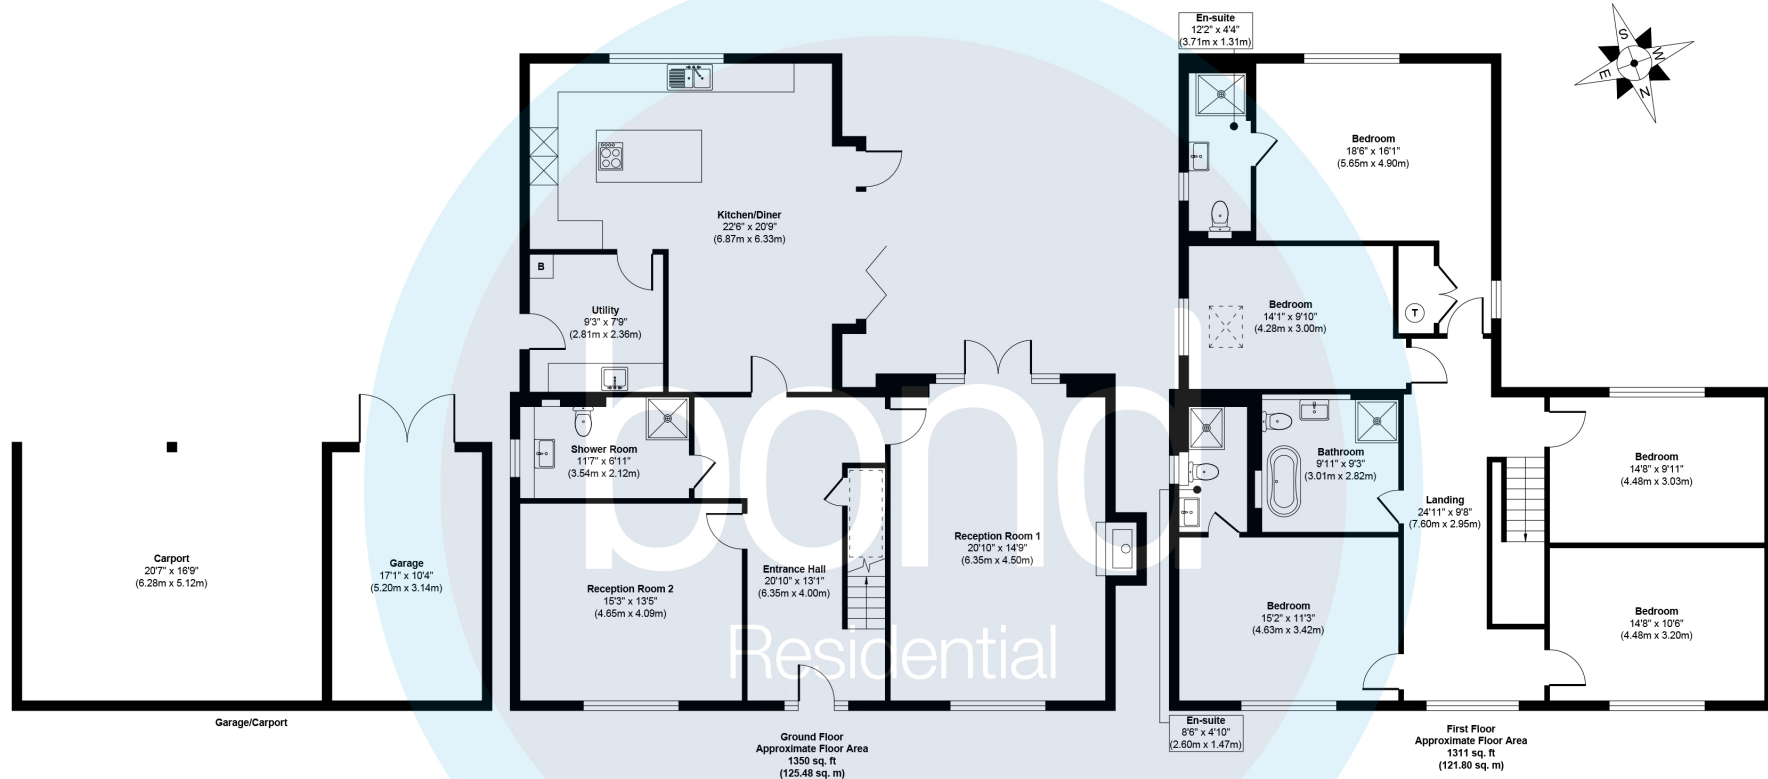 En-suite
12'2" x 4'4"
(3.71m x 1.31m)
S
W
E
N
Bedroom
18'6" x 16'1"
(5.65m x 4.90m)
Kitchen/Diner
22'6" x 20'9"
(6.87m x 6.33m)
B
Utility
9'3" x 7'9"
(2.81m x 2.36m)
Bedroom
14'1" x 9'10"
(4.28m x 3.00m)
T
bond
Residential
Shower Room
11'7" x 6'11"
(3.54m x 2.12m)
Bathroom
9'11" x 9'3"
(3.01m x 2.82m)
Bedroom
14'8" x 9'11"
(4.48m x 3.03m)
Landing
24'11" x 9'8"
(7.60m x 2.95m)
Carport
20'7" x 16'9"
(6.28m x 5.12m)
Garage
17'1" x 10'4"
(5.20m x 3.14m)
Reception Room 2
15'3" x 13'5"
(4.65m x 4.09m)
Entrance Hall
20'10" x 13'1"
(6.35m x 4.00m)
Reception Room 1
20'10" x 14'9"
(6.35m x 4.50m)
Bedroom
15'2" x 11'3"
(4.63m x 3.42m)
Bedroom
14'8" x 10'6"
(4.48m x 3.20m)
Garage/Carport
En-suite
8'6" x 4'10"
(2.60m x 1.47m)
Ground Floor
Approximate Floor Area
1350 sq. ft
(125.48 sq. m)
First Floor
Approximate Floor Area
1311 sq. ft
(121.80 sq. m)